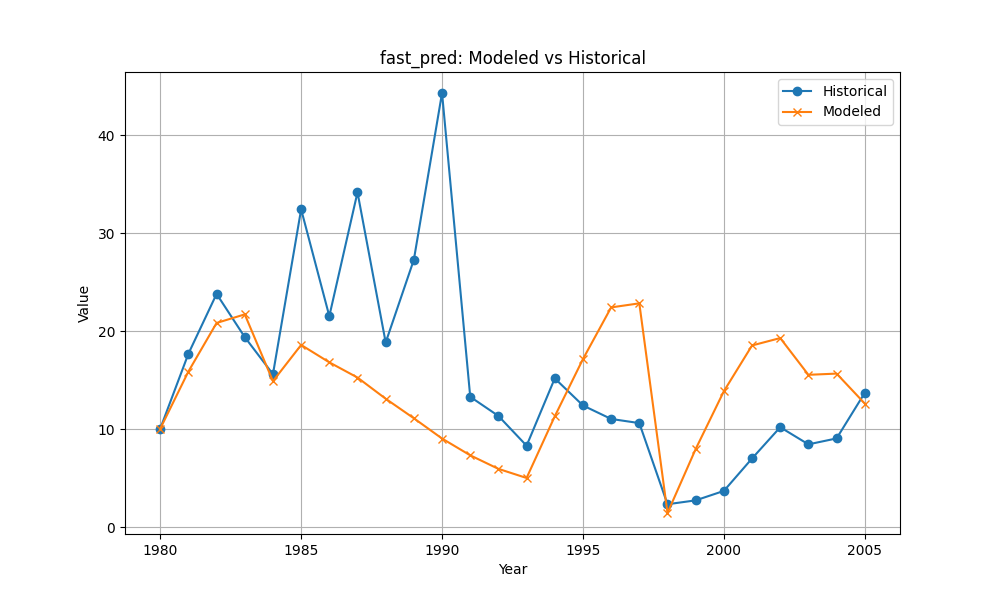 fast_pred: Modeled vs Historical
Historical
Modeled
Value
40
30
20
10
0
1980
1985
1990
1995
2000
2005
Year